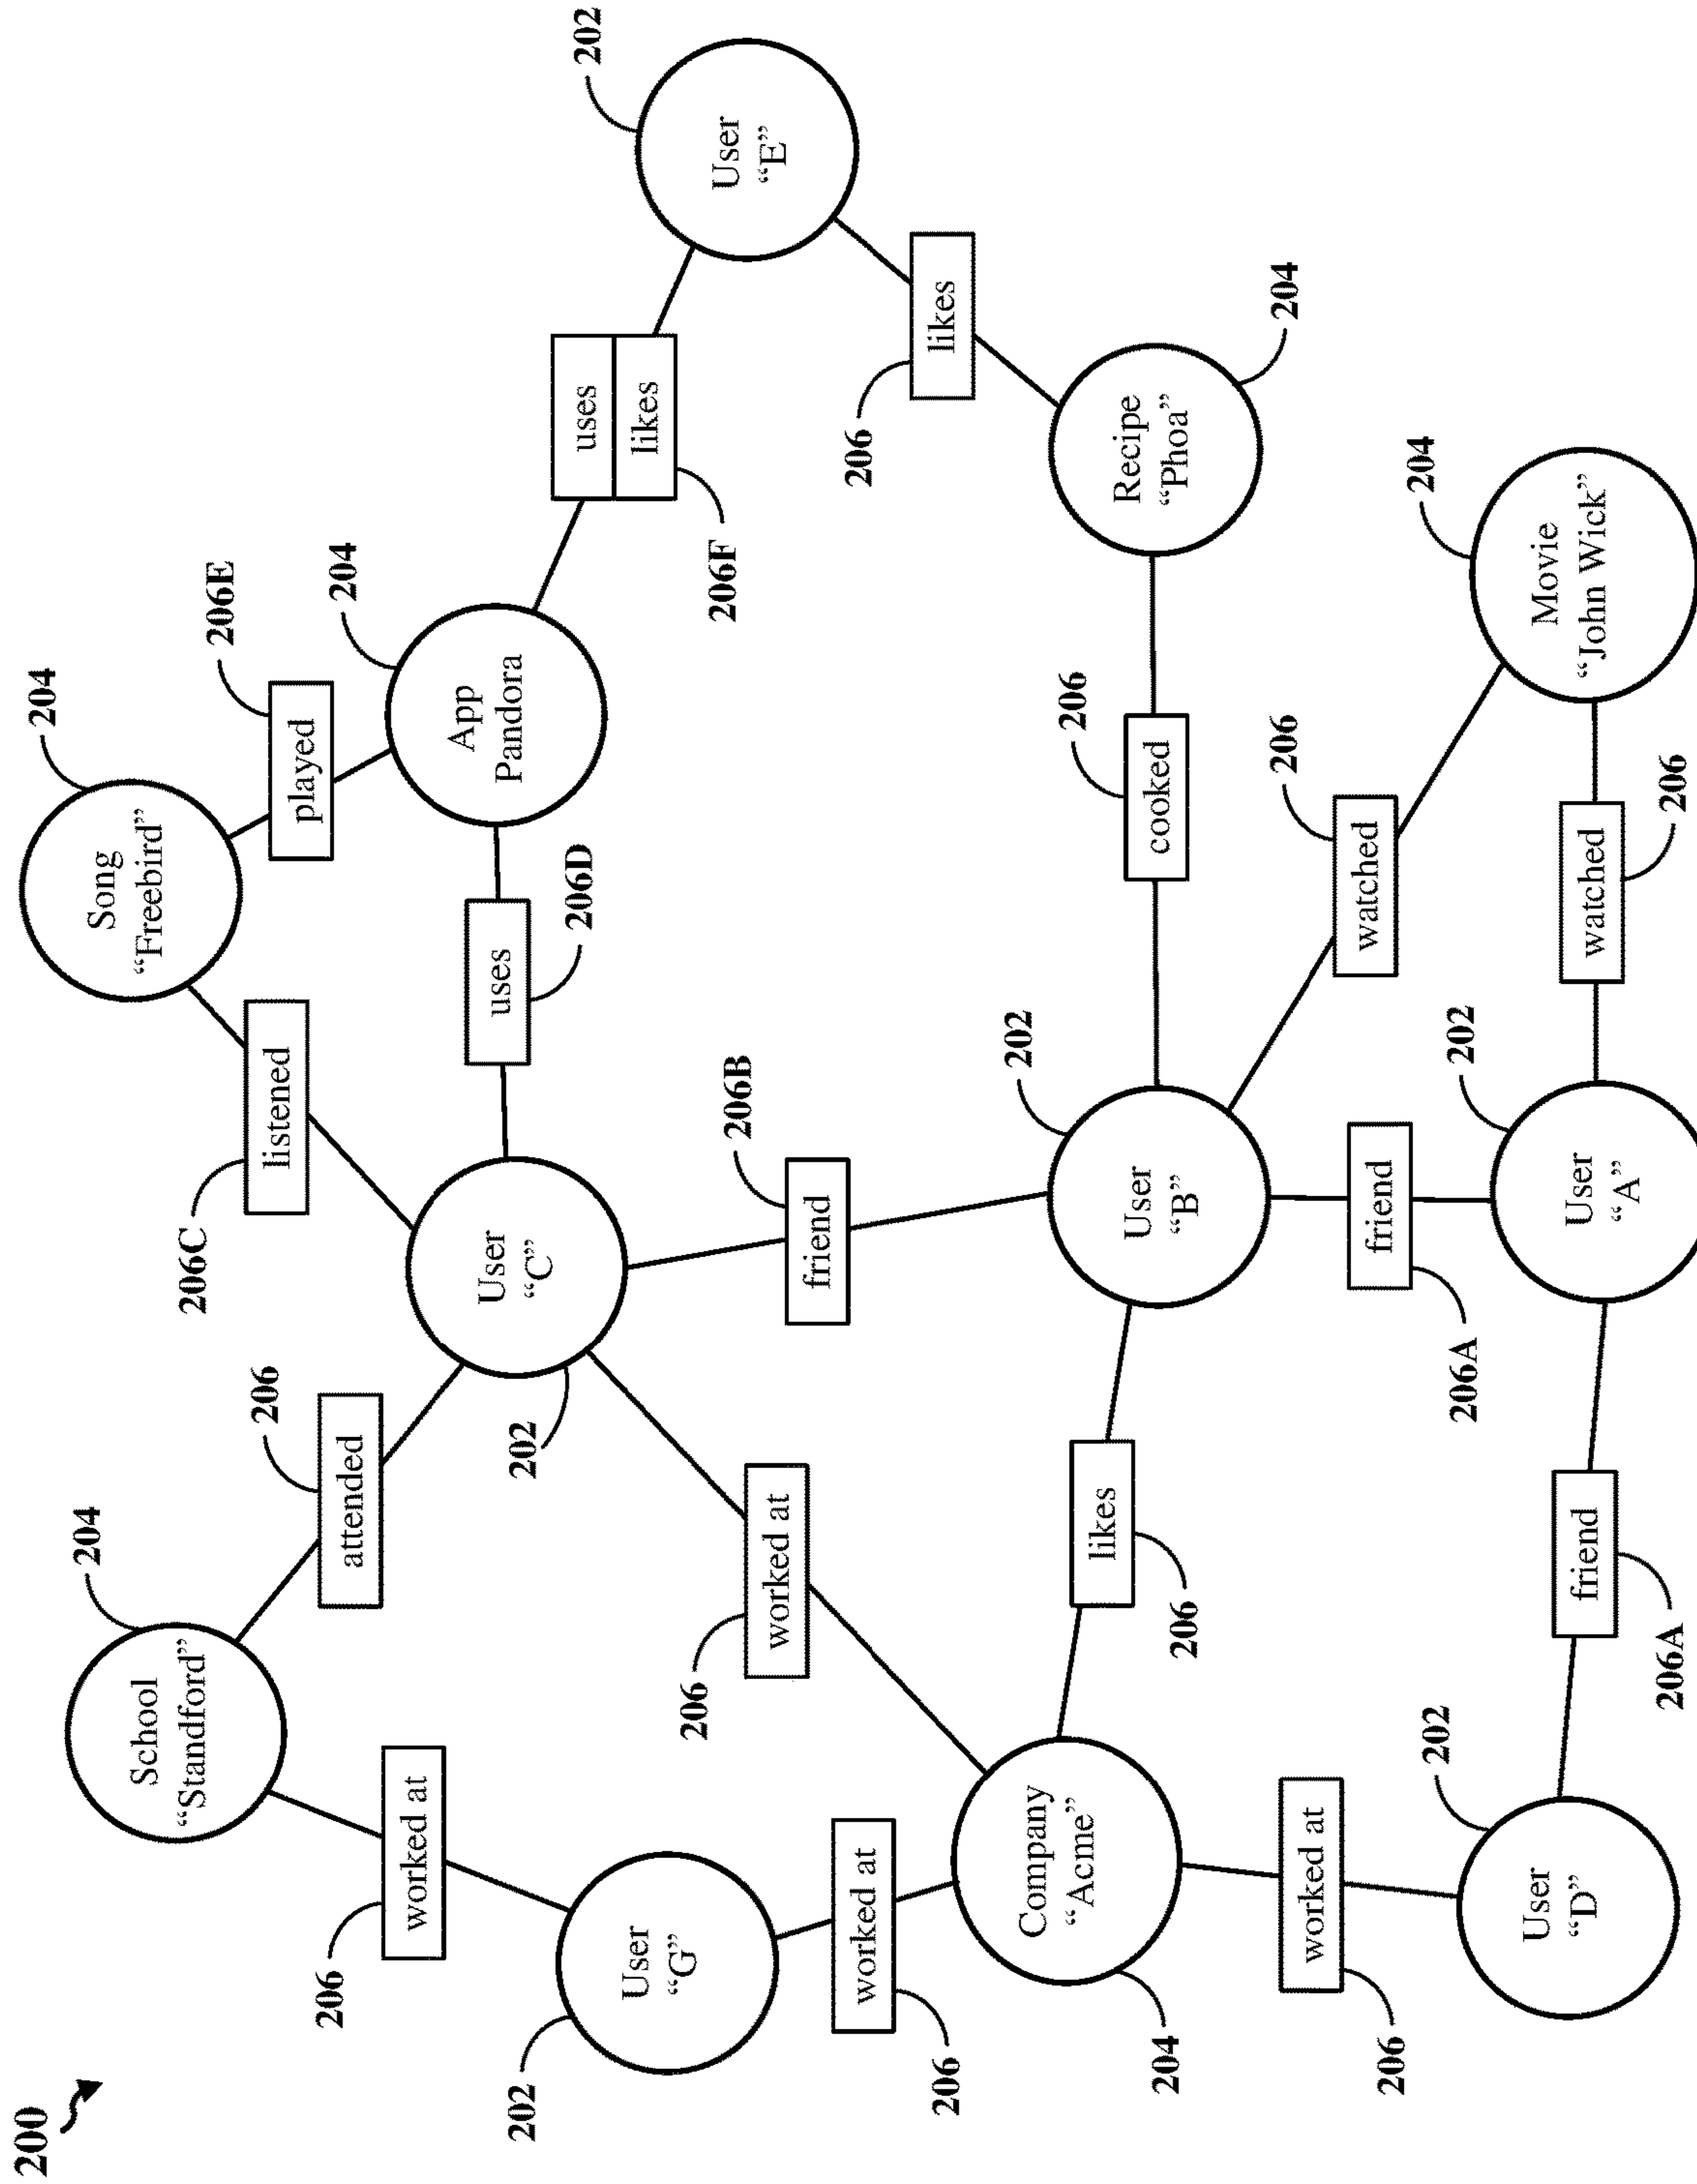 200
204
School
“Standford”
204
Song
“Freebird”
206
worked at
206
attended
206C
listened
played
206E
202
User
“G”
202
User
“C”
uses
206D
App
Pandora
204
uses
likes
206F
202
User
“E”
206
worked at
206
worked at
friend
206B
likes
206
204
Company
“Acme”
likes
206
User
“B”
202
cooked
206
Recipe
“Phoa”
204
206
worked at
friend
206A
watched
206
User
“D”
202
friend
206A
User
“A”
202
watched
206
Movie
“John Wick”
204